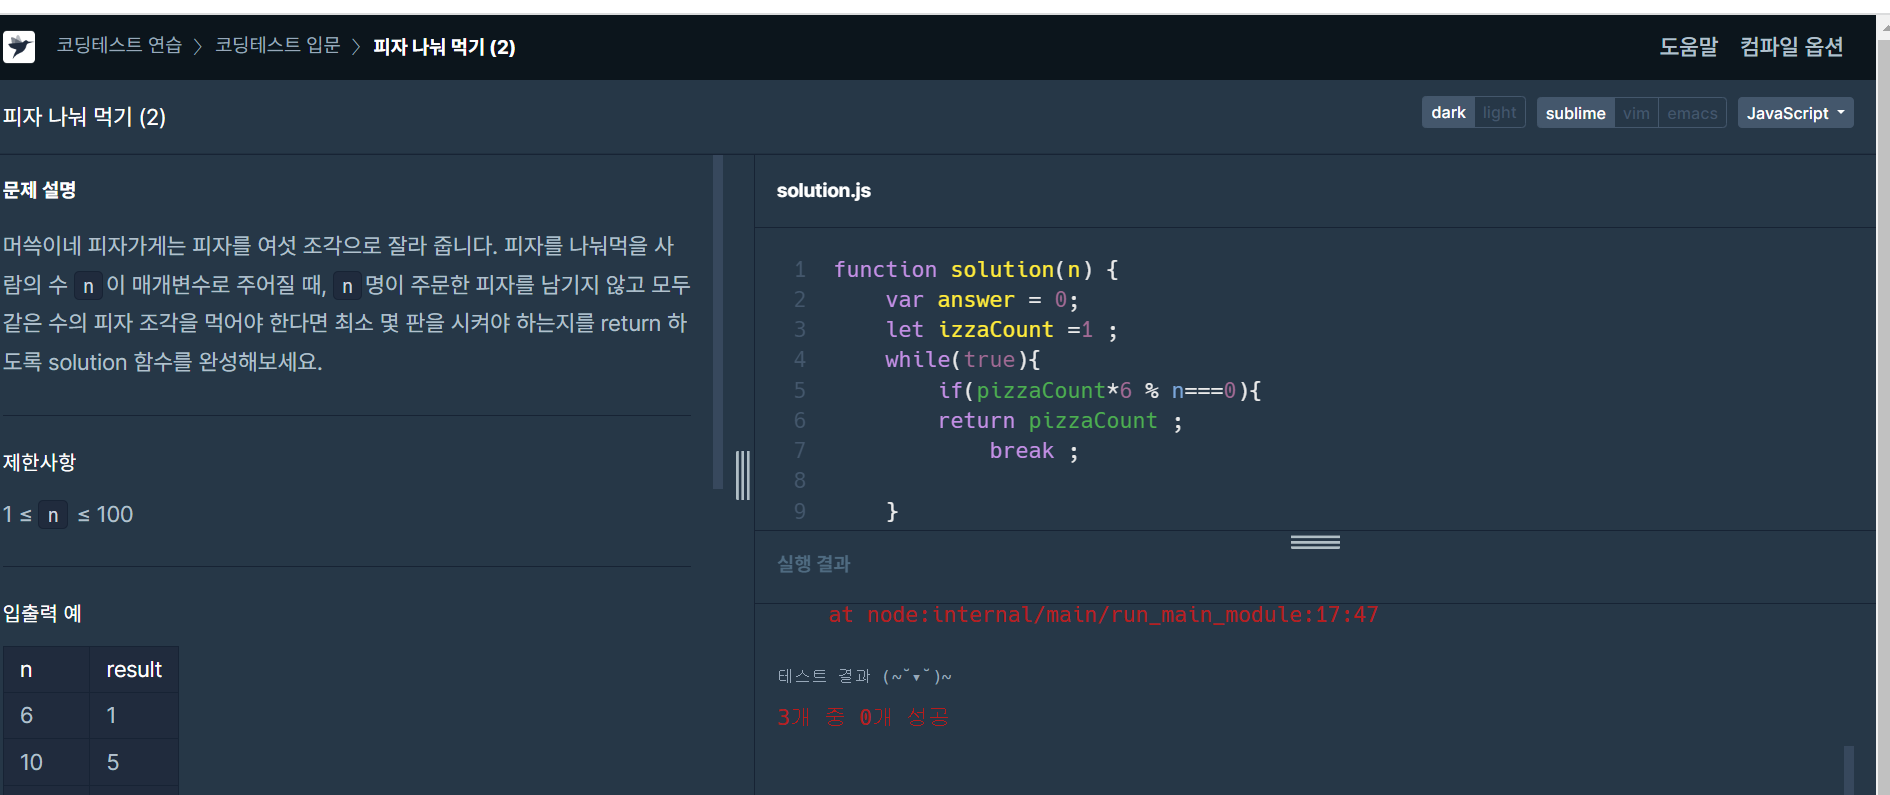 코딩테스트 연습 > 코딩테스트 입문 > 피자 나눠 먹기 (2)
도움말 컴파일 옵션
피자 나눠 먹기 (2)
dark light sublime vim emacs JavaScript
문제 설명
머쓱이네 피자가게는 피자를 여섯 조각으로 잘라 줍니다. 피자를 나눠먹을 사
람의 수 n이 매개변수로 주어질 때, n명이 주문한 피자를 남기지 않고 모두
같은 수의 피자 조각을 먹어야 한다면 최소 몇 판을 시켜야 하는지를 return 하
도록 solution 함수를 완성해보세요.
제한사항
1 ≤ n ≤ 100
입출력 예
n result
6 1
10 5
solution.js
1 function solution(n) {
2     var answer = 0;
3     let izzaCount =1 ;
4     while(true){
5         if(pizzaCount*6 % n===0){
6         return pizzaCount ;
7             break ;
8
9     }
실행 결과
at node:internal/main/run_main_module:17:47
테스트 결과 (~˘▾˘)~
3개 중 0개 성공